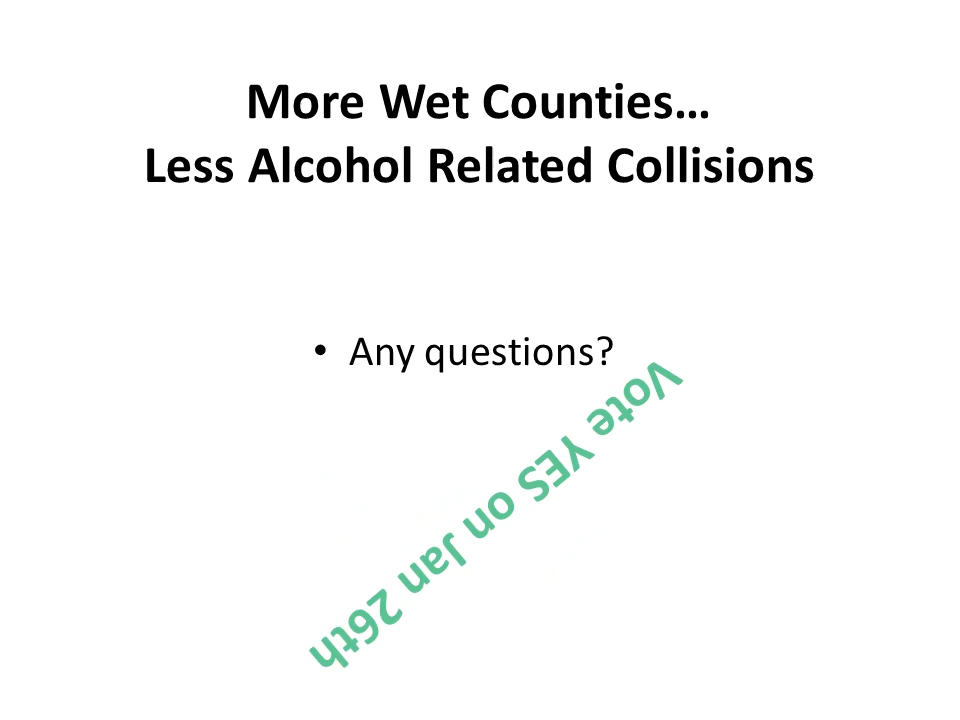 More Wet Counties…
Less Alcohol Related Collisions
• Any questions?
Vote YES on Jan 26th